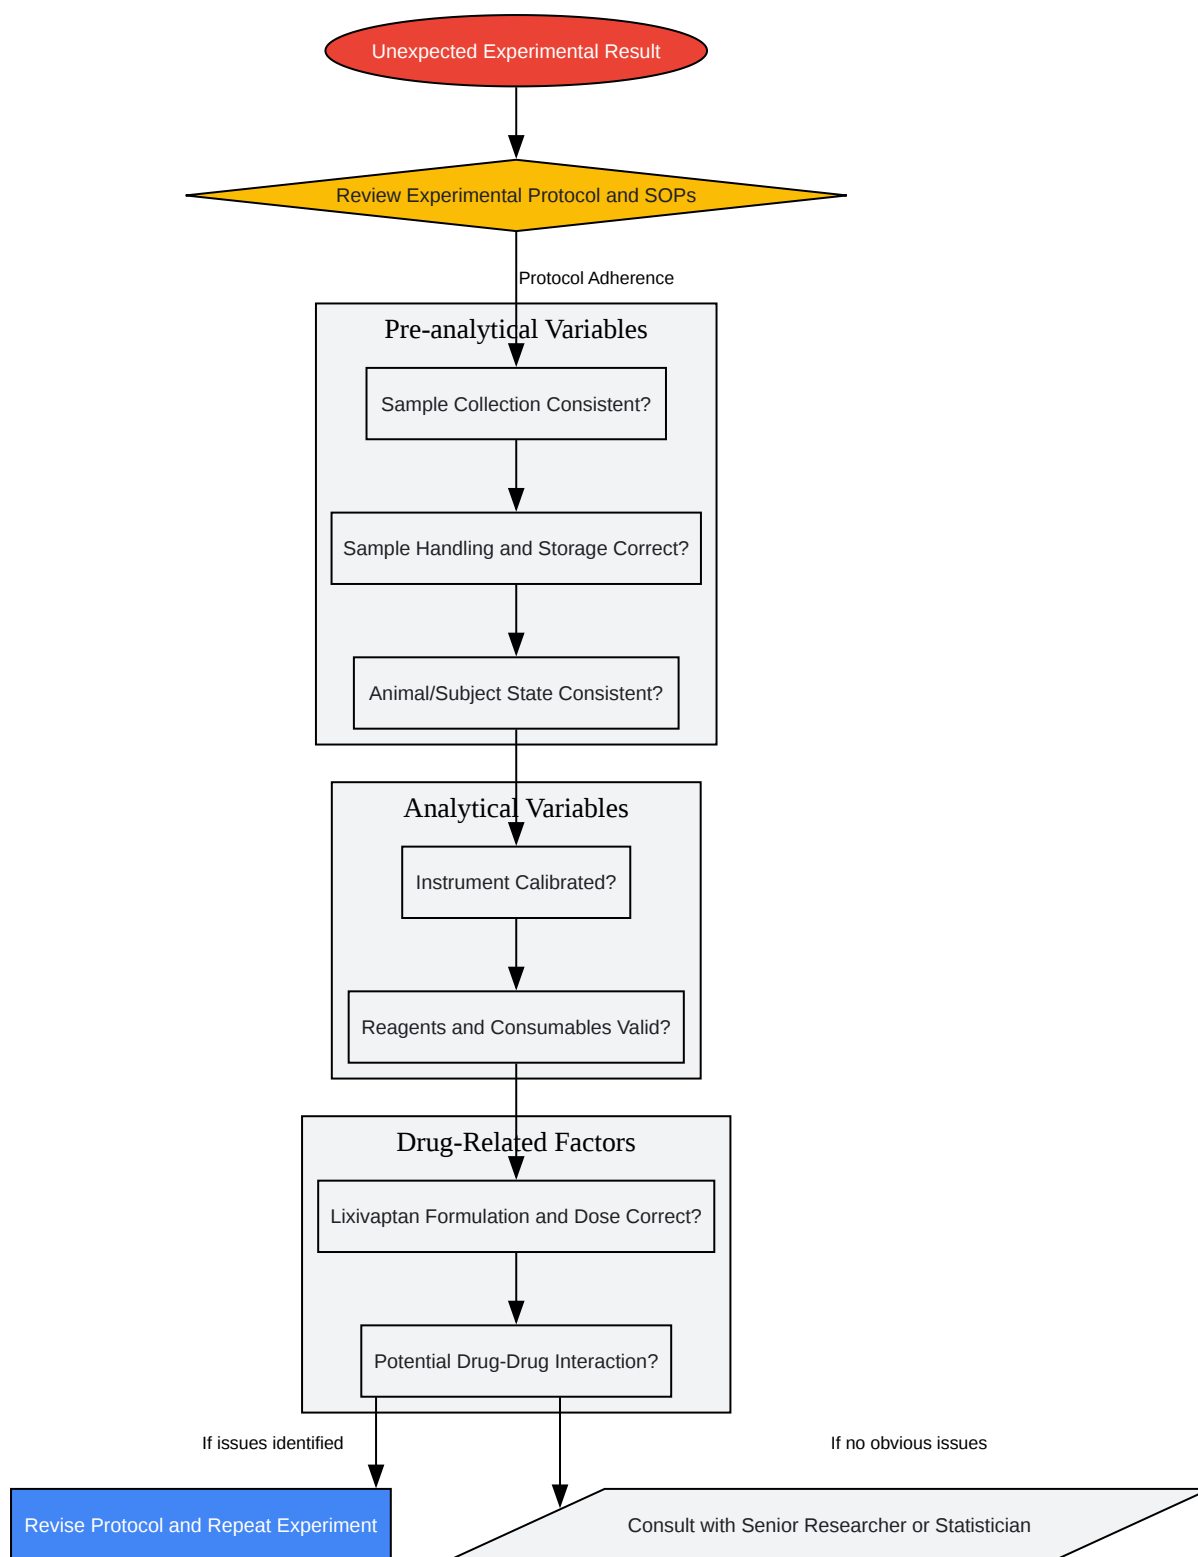 Unexpected Experimental Result
Review Experimental Protocol and SOPs
Protocol Adherence
Pre-analytical Variables
Sample Collection Consistent?
Sample Handling and Storage Correct?
Animal/Subject State Consistent?
Analytical Variables
Instrument Calibrated?
Reagents and Consumables Valid?
Drug-Related Factors
Lixivaptan Formulation and Dose Correct?
Potential Drug-Drug Interaction?
If issues identified
If no obvious issues
Revise Protocol and Repeat Experiment
Consult with Senior Researcher or Statistician